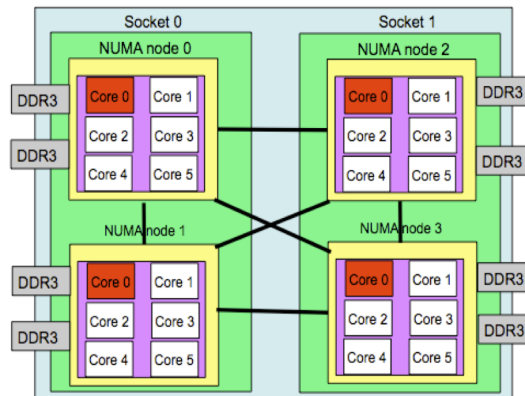 Socket 0
Socket 1
NUMA node 0
NUMA node 2
DDR3
DDR3
Core 0 Core 1
Core 2 Core 3
Core 4 Core 5
Core 0 Core 1
Core 2 Core 3
Core 4 Core 5
DDR3
DDR3
NUMA node 1
NUMA node 3
DDR3
DDR3
Core 0 Core 1
Core 2 Core 3
Core 4 Core 5
Core 0 Core 1
Core 2 Core 3
Core 4 Core 5
DDR3
DDR3